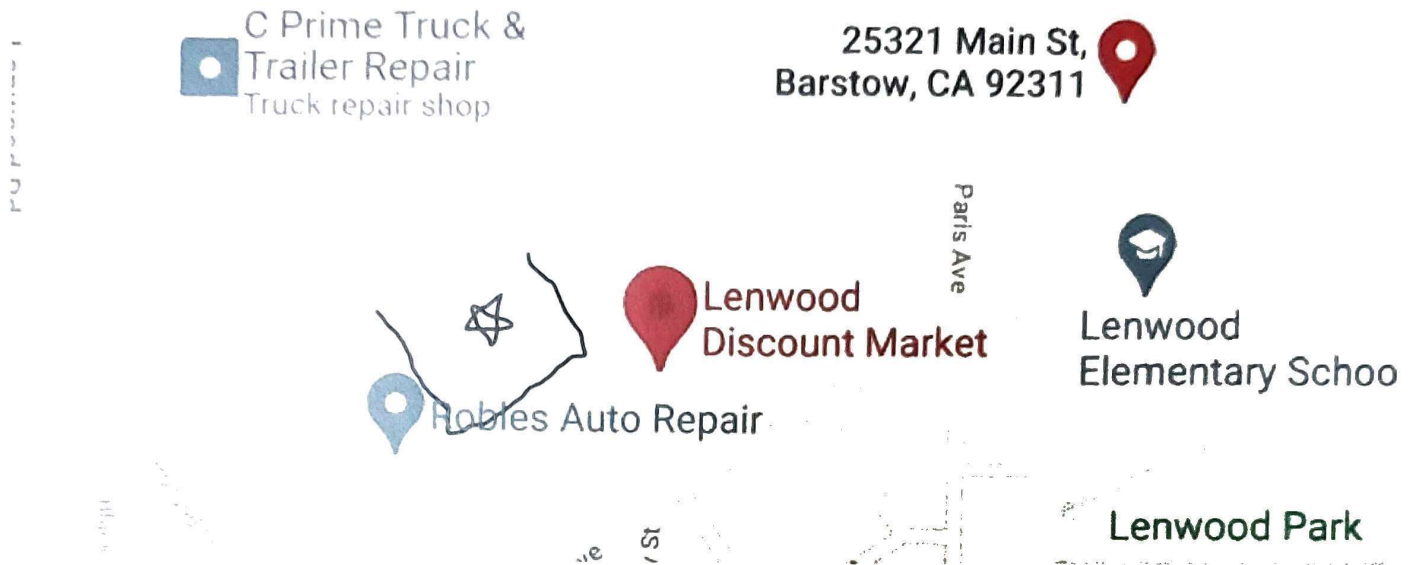 C Prime Truck &
Trailer Repair
Truck repair shop
25321 Main St,
Barstow, CA 92311
Paris Ave
Lenwood
Discount Market
Lenwood
Elementary Schoo
Robles Auto Repair
St
Lenwood Park